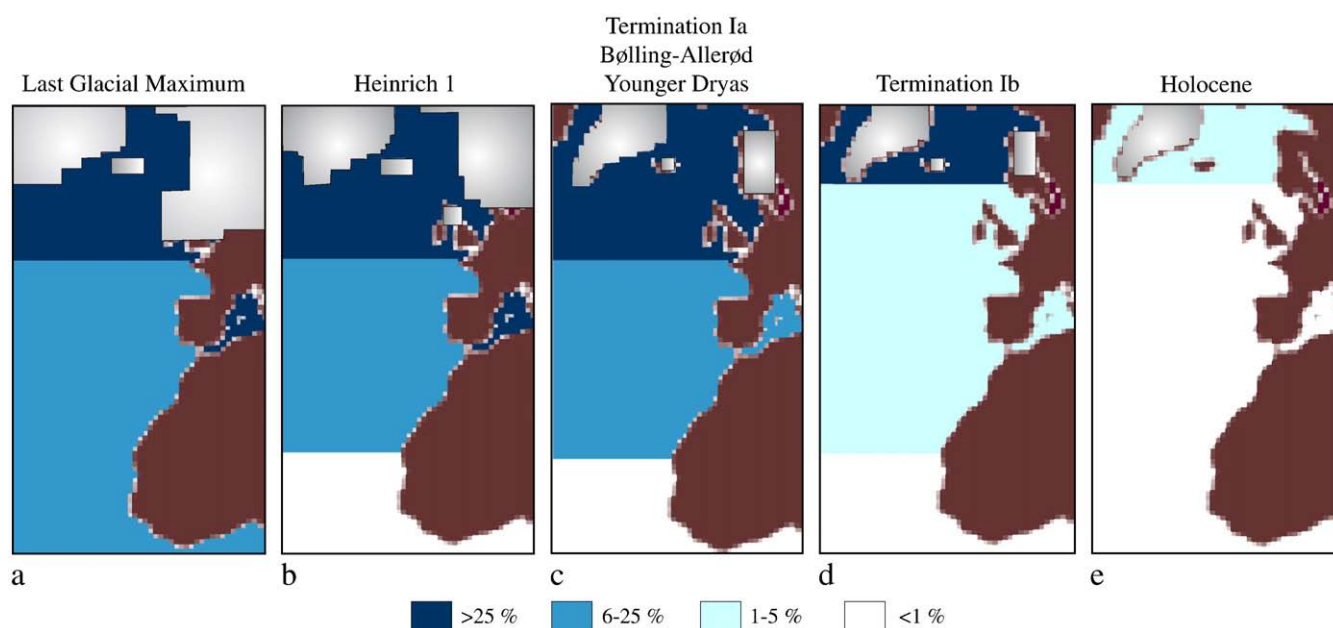 Last Glacial Maximum
Heinrich 1
Termination Ia
Bølling-Allerød
Younger Dryas
Termination Ib
Holocene
a
b
c
d
e
>25 %
6-25 %
1-5 %
<1 %